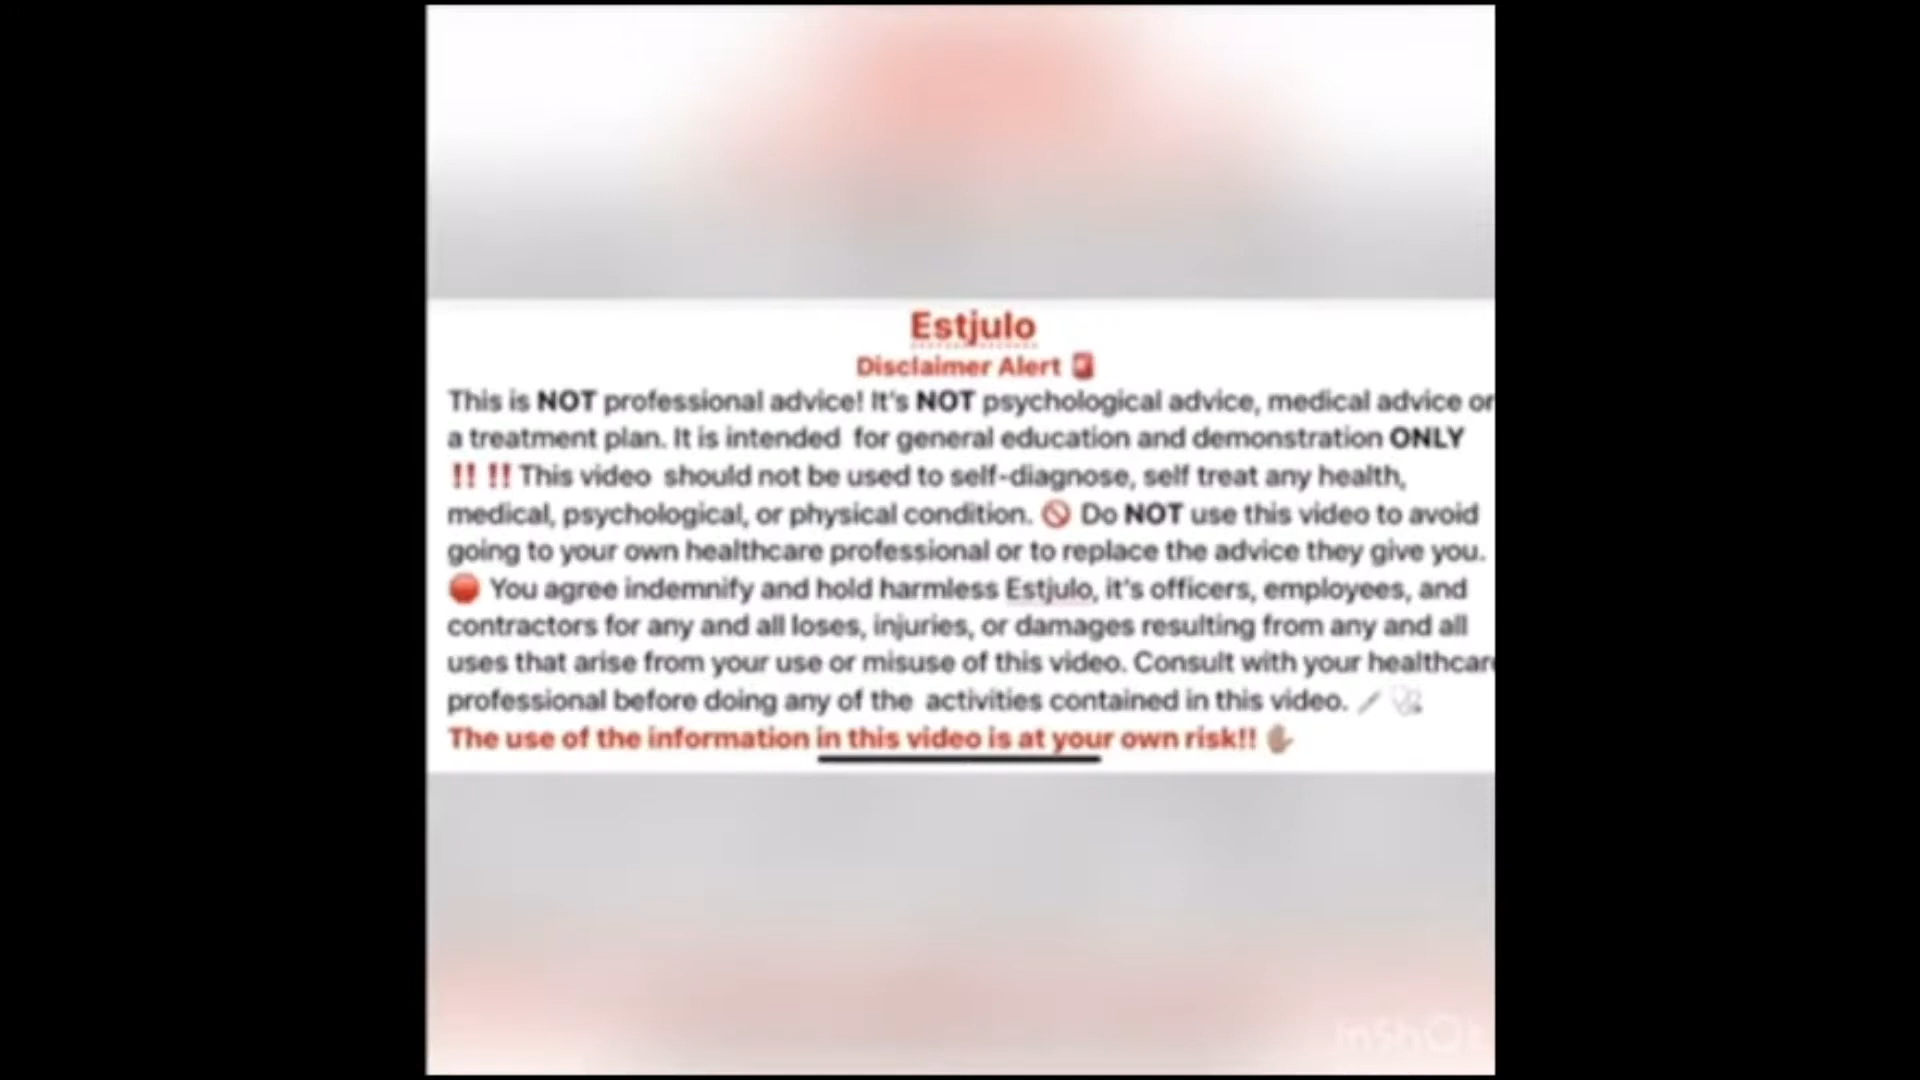 Estjulo
Disclaimer Alert 🚨
This is NOT professional advice! It's NOT psychological advice, medical advice or
a treatment plan. It is intended for general education and demonstration ONLY
‼️ ‼️ This video should not be used to self-diagnose, self treat any health,
medical, psychological, or physical condition. 🚫 Do NOT use this video to avoid
going to your own healthcare professional or to replace the advice they give you.
🛑 You agree indemnify and hold harmless Estjulo, it's officers, employees, and
contractors for any and all loses, injuries, or damages resulting from any and all
uses that arise from your use or misuse of this video. Consult with your healthcar
professional before doing any of the activities contained in this video. 🩺
The use of the information in this video is at your own risk!! ✋🏽
InShOt